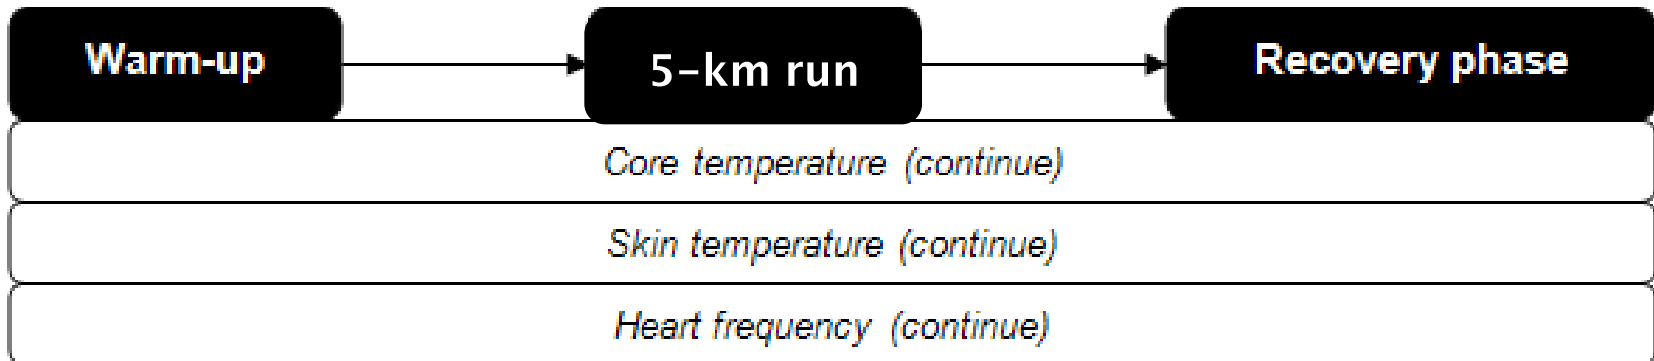 Warm-up
5-km run
Recovery phase
Core temperature (continue)
Skin temperature (continue)
Heart frequency (continue)